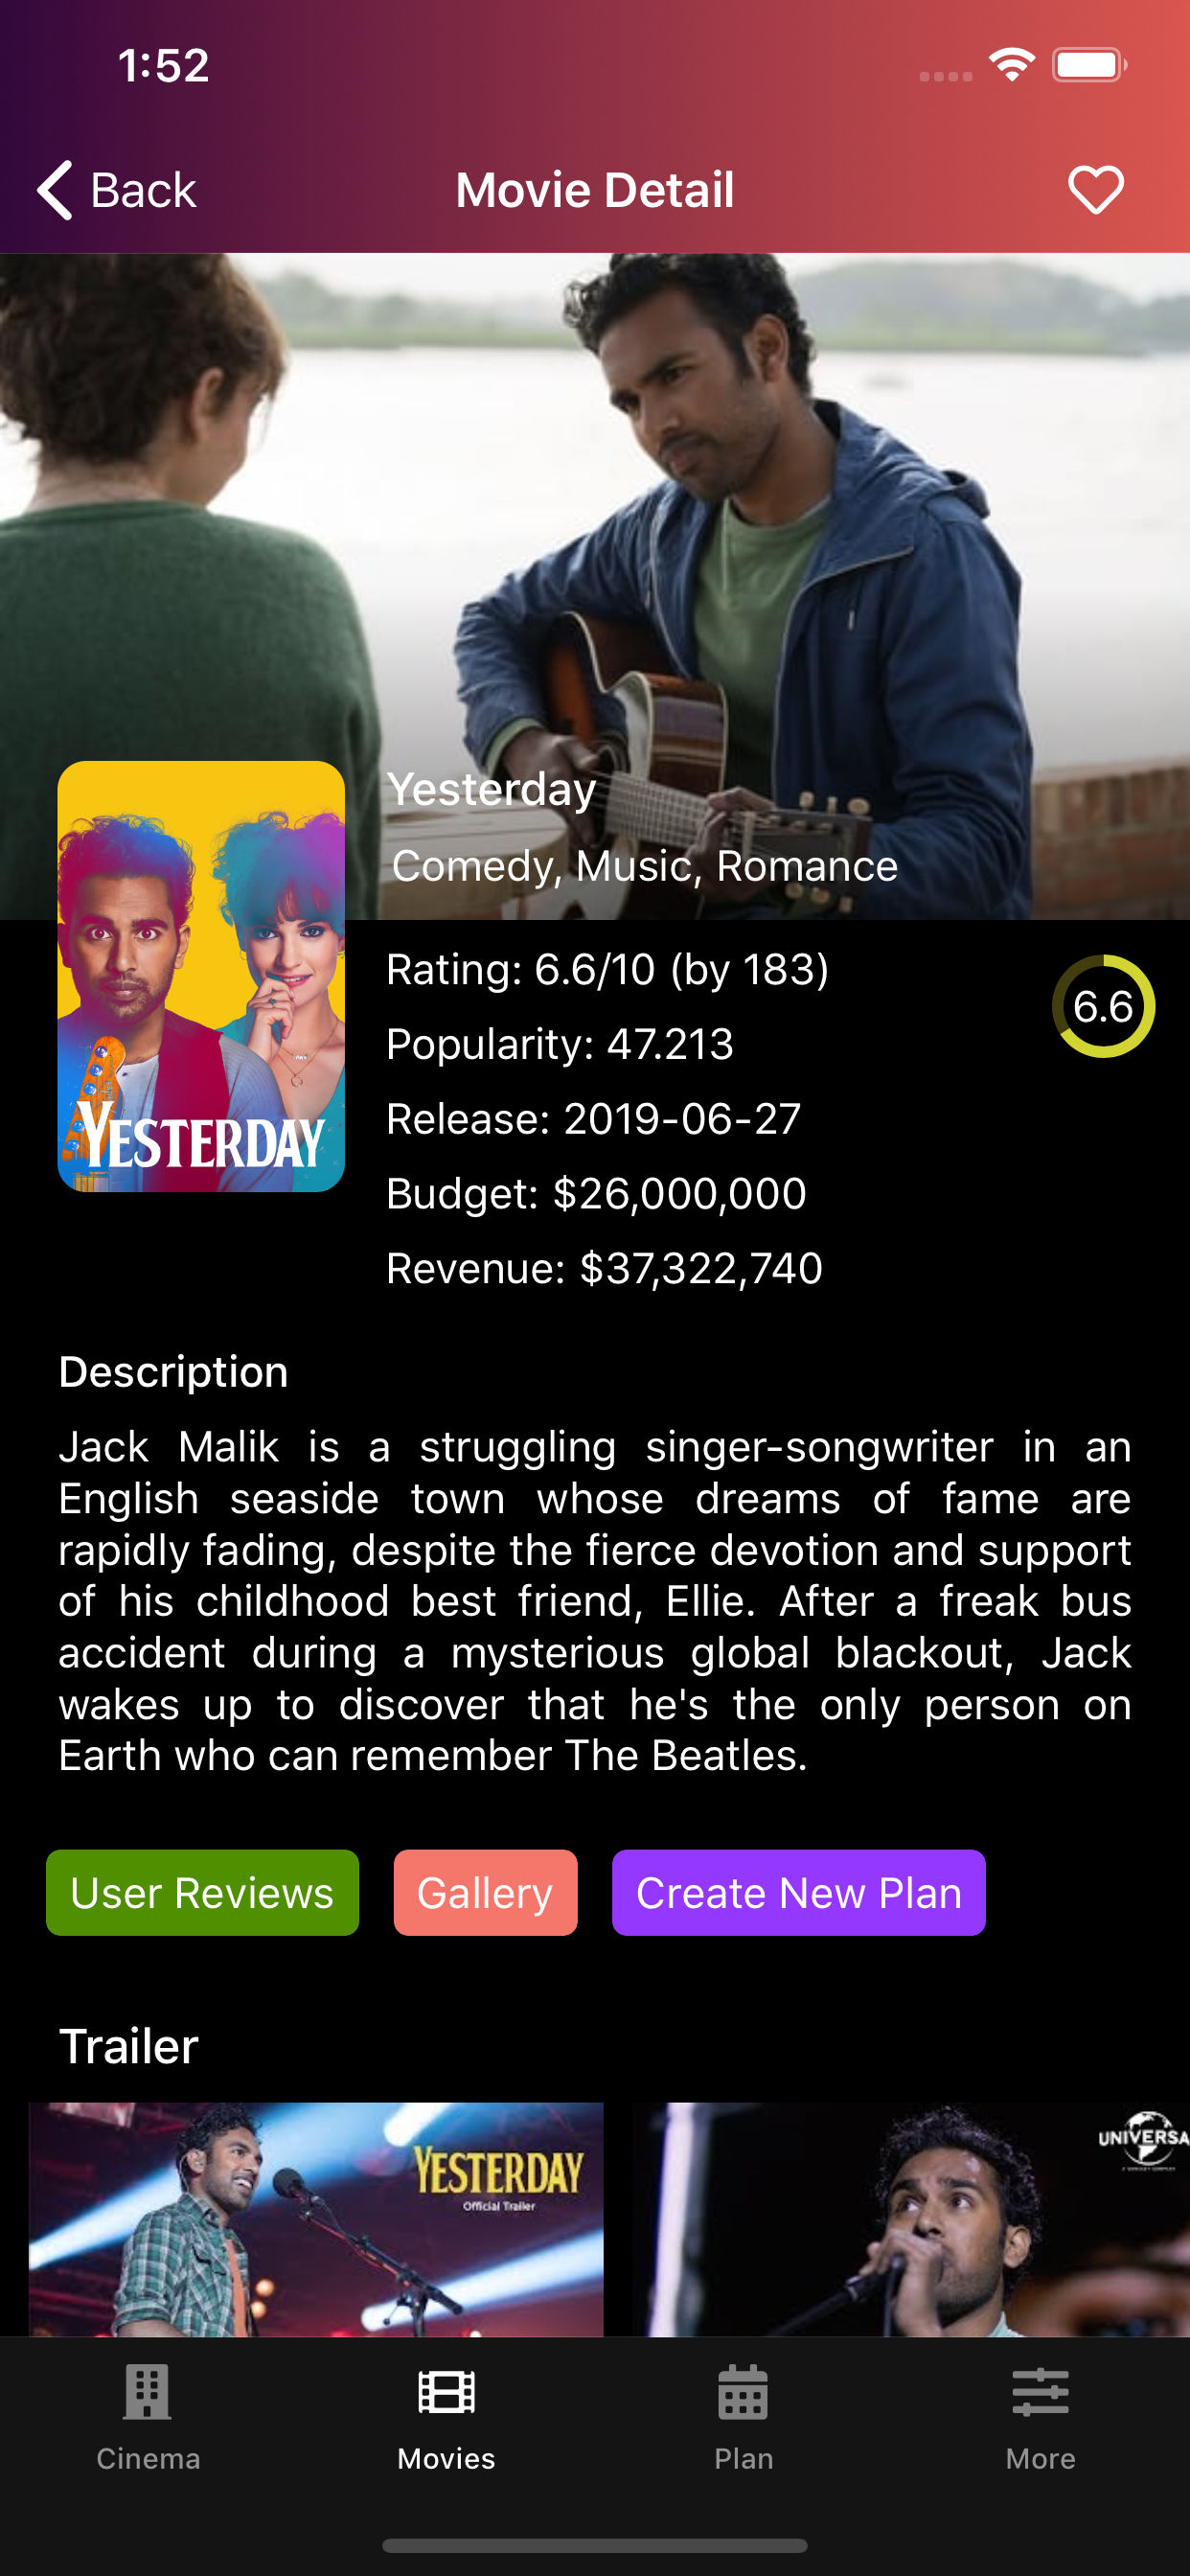 1:52
Back
Movie Detail
Yesterday
Comedy, Music, Romance
YESTERDAY
Rating: 6.6/10 (by 183)
6.6
Popularity: 47.213
Release: 2019-06-27
Budget: $26,000,000
Revenue: $37,322,740
Description
Jack Malik is a struggling singer-songwriter in an
English seaside town whose dreams of fame are
rapidly fading, despite the fierce devotion and support
of his childhood best friend, Ellie. After a freak bus
accident during a mysterious global blackout, Jack
wakes up to discover that he's the only person on
Earth who can remember The Beatles.
User Reviews
Gallery
Create New Plan
Trailer
YESTERDAY
Official Trailer
UNIVERSA
Cinema
Movies
Plan
More